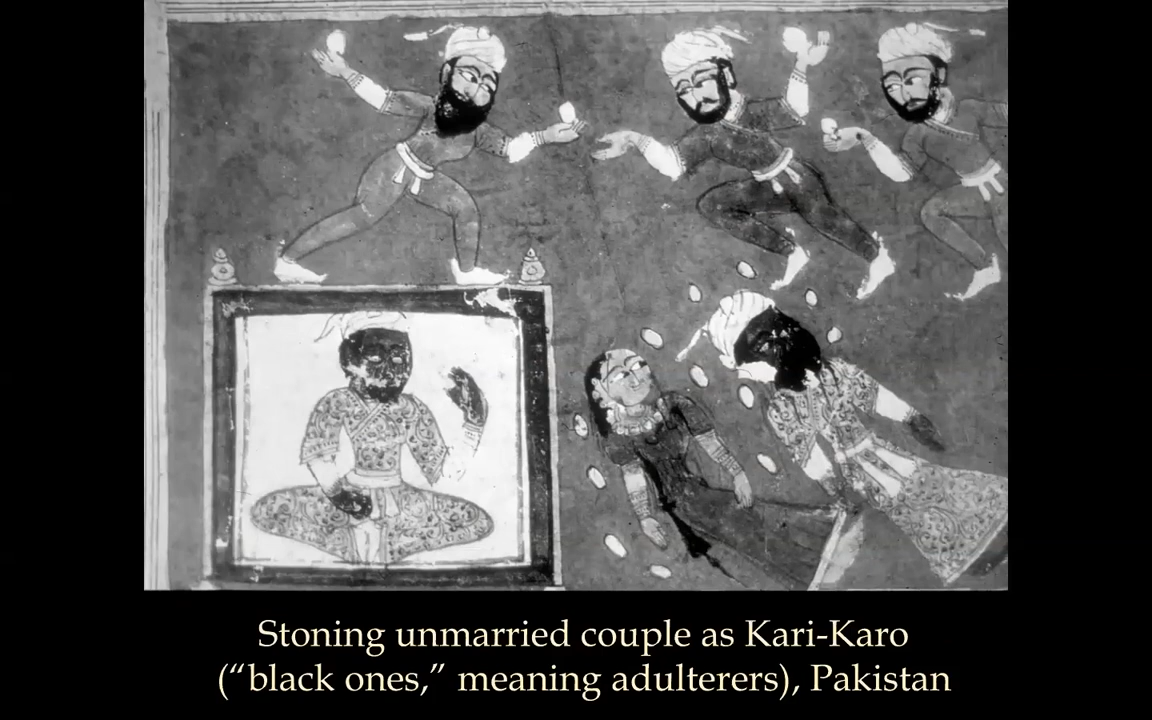 Stoning unmarried couple as Kari-Karo
(“black ones,” meaning adulterers), Pakistan